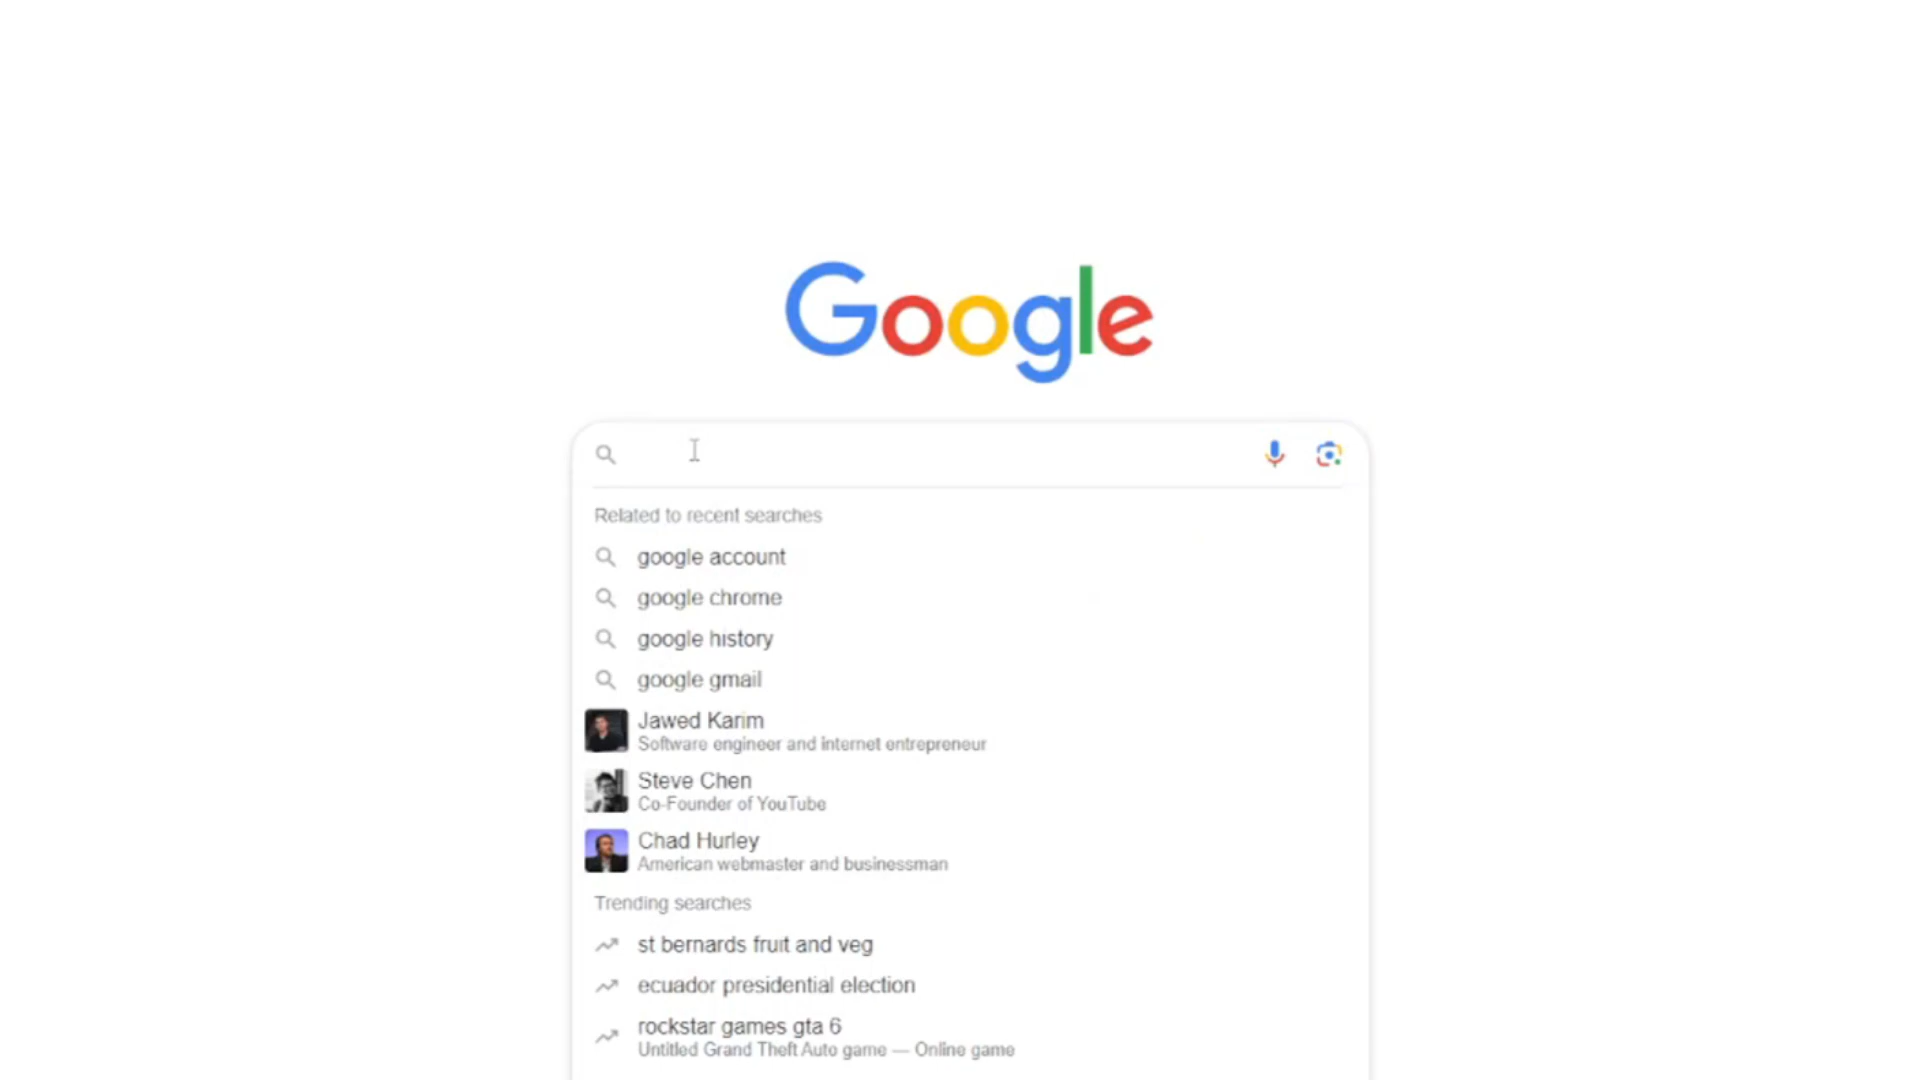 Google
Related to recent searches
google account
google chrome
google history
google gmail
Jawed Karim
Software engineer and internet entrepreneur
Steve Chen
Co-Founder of YouTube
Chad Hurley
American webmaster and businessman
Trending searches
st bernards fruit and veg
ecuador presidential election
rockstar games gta 6
Untitled Grand Theft Auto game — Online game